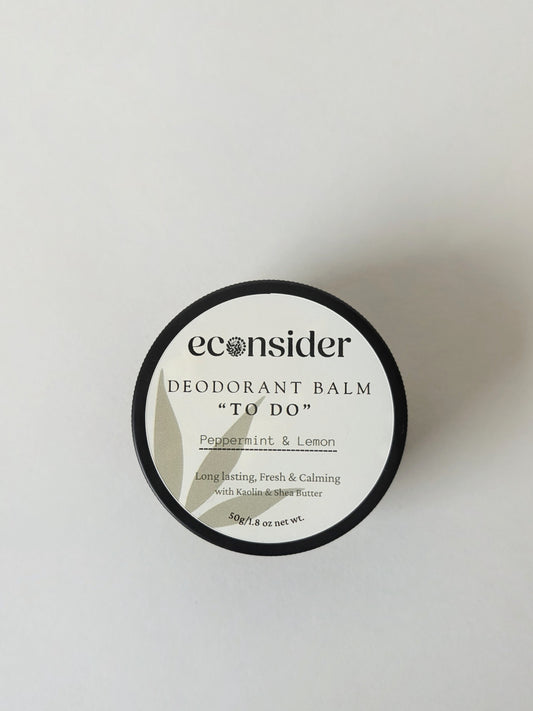 econsider
DEODORANT BALM
“TO DO”
Peppermint & Lemon
Long lasting, Fresh & Calming
with Kaolin & Shea Butter
50g/1.8 oz net wt.